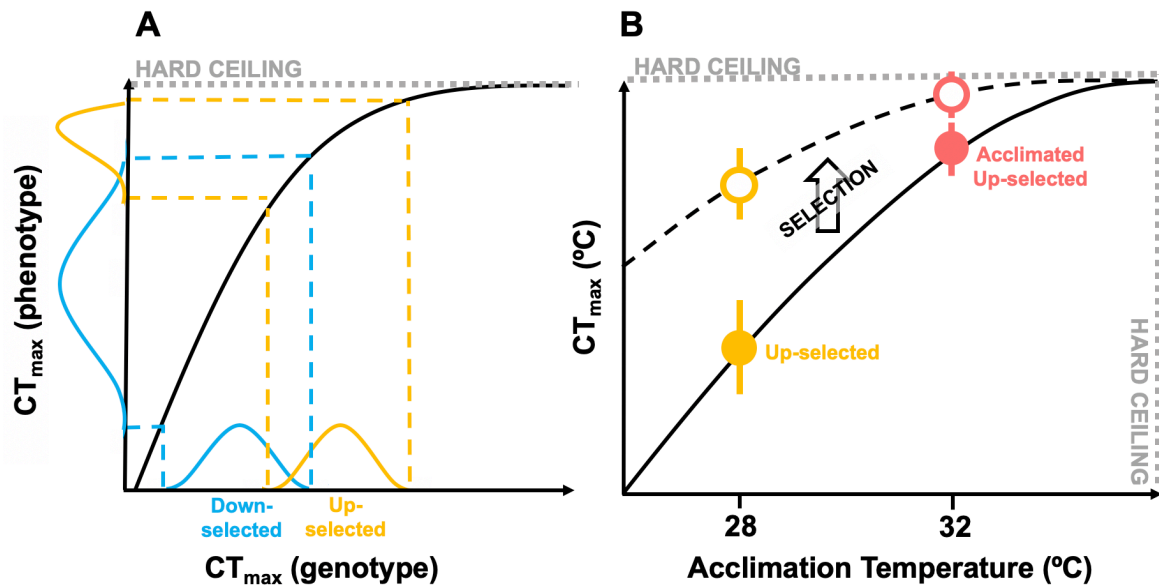 A
HARD CEILING
CTmax (phenotype)
Down-
selected
Up-
selected
CTmax (genotype)
B
HARD CEILING
CTmax (ºC)
SELECTION
Acclimated
Up-selected
Up-selected
HARD CEILING
28
32
Acclimation Temperature (ºC)